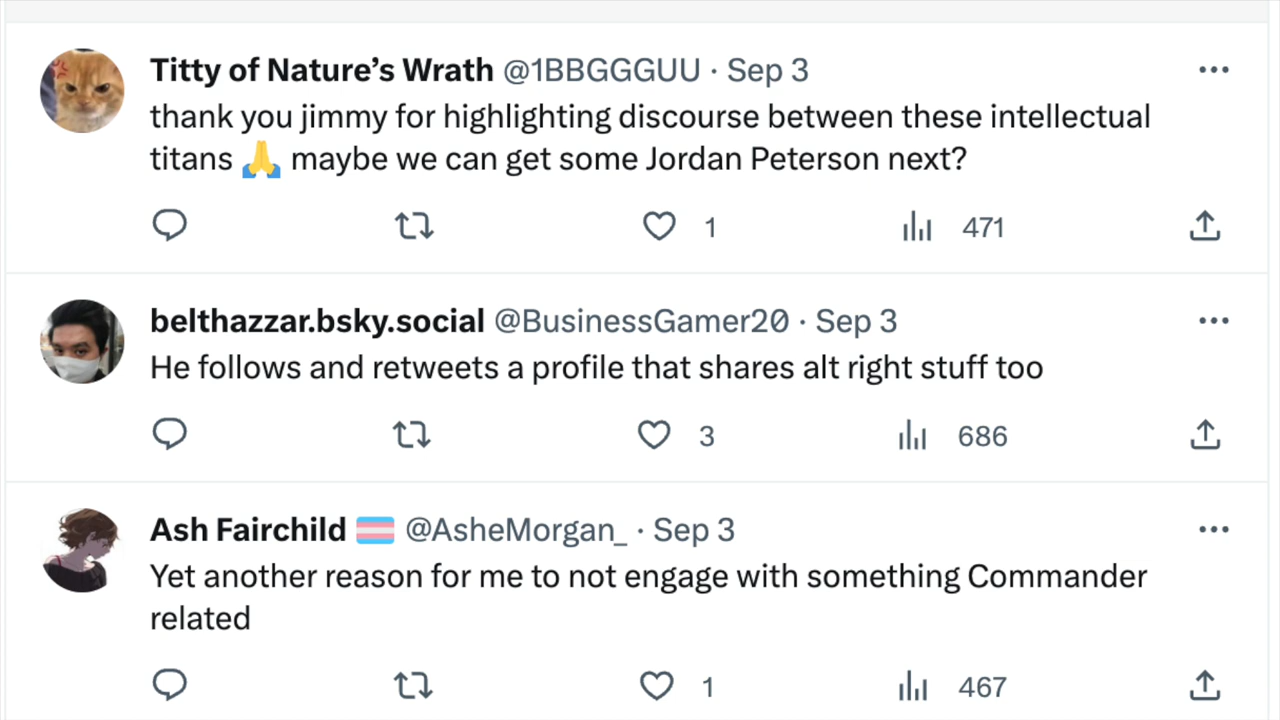 Titty of Nature’s Wrath @1BBGGGUU · Sep 3
thank you jimmy for highlighting discourse between these intellectual
titans 🙏 maybe we can get some Jordan Peterson next?
1 471
belthazzar.bsky.social @BusinessGamer20 · Sep 3
He follows and retweets a profile that shares alt right stuff too
3 686
Ash Fairchild @AsheMorgan_ · Sep 3
Yet another reason for me to not engage with something Commander
related
1 467